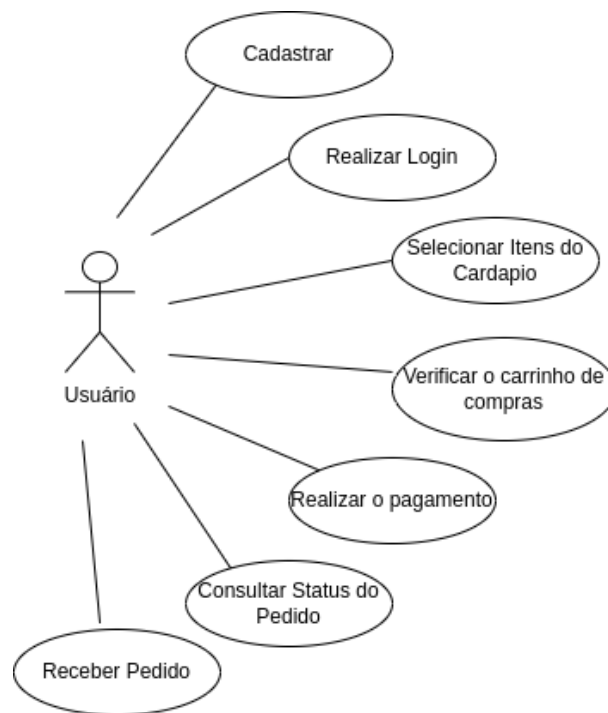 Cadastrar
Realizar Login
Selecionar Itens do
Cardapio
Verificar o carrinho de
compras
Usuário
Realizar o pagamento
Consultar Status do
Pedido
Receber Pedido